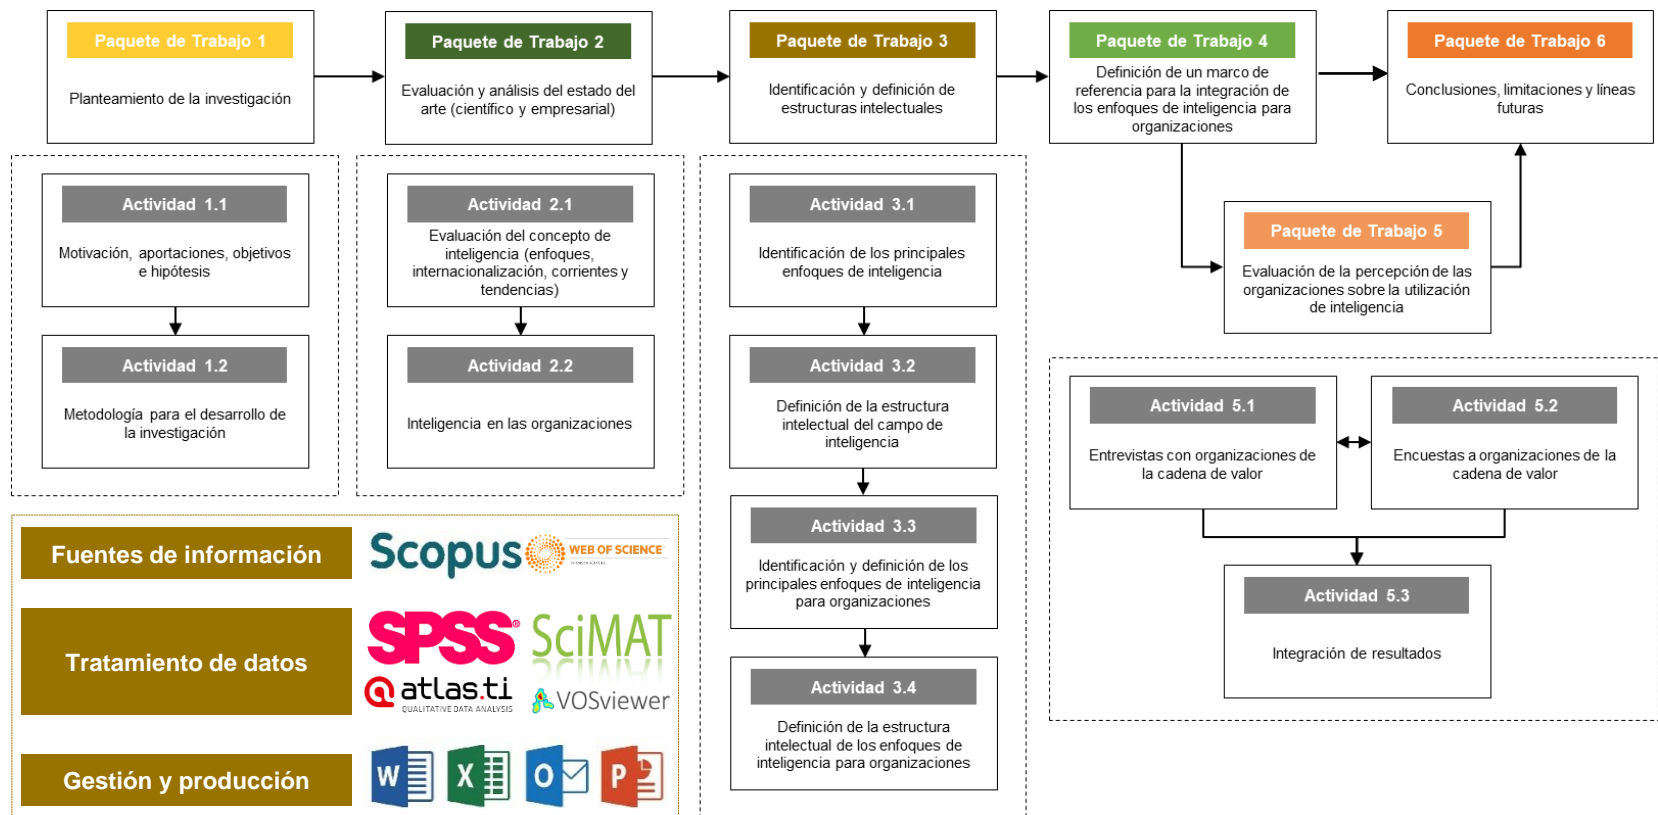 Paquete de Trabajo 1
Planteamiento de la investigación
Paquete de Trabajo 2
Evaluación y análisis del estado del
arte (científico y empresarial)
Paquete de Trabajo 3
Identificación y definición de
estructuras intelectuales
Paquete de Trabajo 4
Definición de un marco de
referencia para la integración de
los enfoques de inteligencia para
organizaciones
Paquete de Trabajo 6
Conclusiones, limitaciones y líneas
futuras
Actividad 1.1
Motivación, aportaciones, objetivos
e hipótesis
Actividad 1.2
Metodología para el desarrollo de
la investigación
Actividad 2.1
Evaluación del concepto de
inteligencia (enfoques,
internacionalización, corrientes y
tendencias)
Actividad 2.2
Inteligencia en las organizaciones
Actividad 3.1
Identificación de los principales
enfoques de inteligencia
Actividad 3.2
Definición de la estructura
intelectual del campo de
inteligencia
Actividad 3.3
Identificación y definición de los
principales enfoques de inteligencia
para organizaciones
Actividad 3.4
Definición de la estructura
intelectual de los enfoques de
inteligencia para organizaciones
Paquete de Trabajo 5
Evaluación de la percepción de las
organizaciones sobre la utilización
de inteligencia
Actividad 5.1
Entrevistas con organizaciones de
la cadena de valor
Actividad 5.2
Encuestas a organizaciones de la
cadena de valor
Actividad 5.3
Integración de resultados
Fuentes de información
Scopus
WEB OF SCIENCE
Tratamiento de datos
SPSS®
SciMAT
atlas.ti
QUALITATIVE DATA ANALYSIS
VOSviewer
Gestión y producción
W
X
O
P